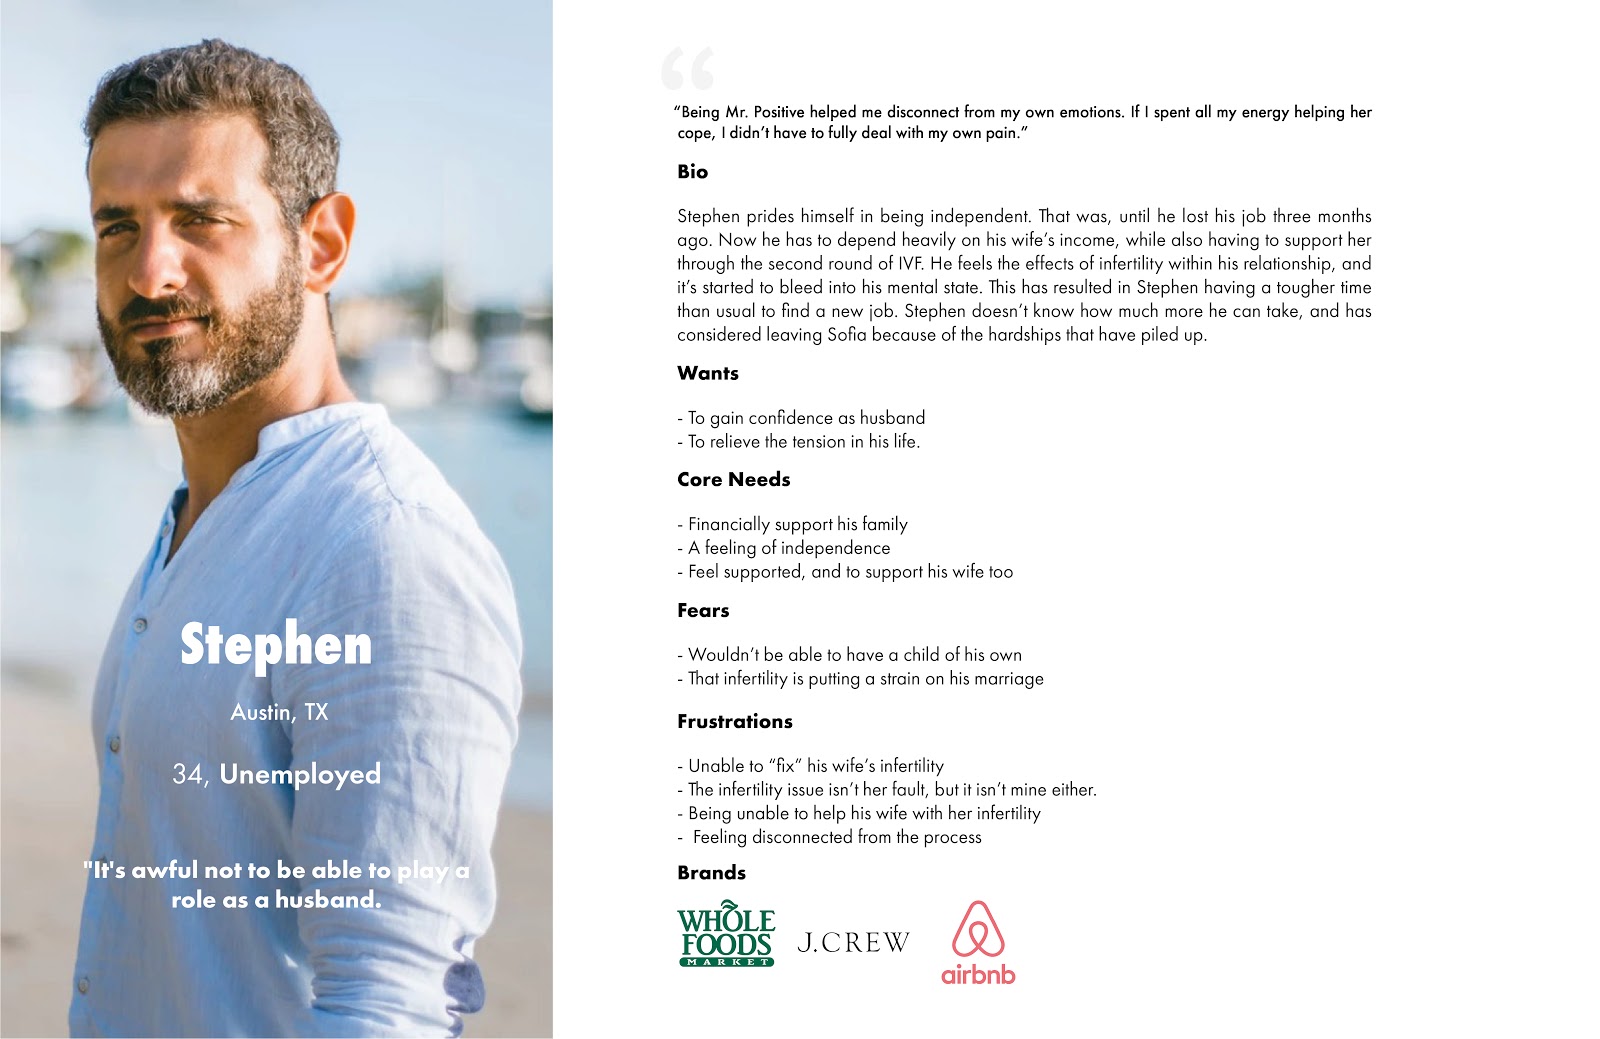 Stephen
Austin, TX
34, Unemployed
"It's awful not to be able to play a
role as a husband.
“
“Being Mr. Positive helped me disconnect from my own emotions. If I spent all my energy helping her
cope, I didn’t have to fully deal with my own pain.”
Bio
Stephen prides himself in being independent. That was, until he lost his job three months
ago. Now he has to depend heavily on his wife’s income, while also having to support her
through the second round of IVF. He feels the effects of infertility within his relationship, and
it’s started to bleed into his mental state. This has resulted in Stephen having a tougher time
than usual to find a new job. Stephen doesn’t know how much more he can take, and has
considered leaving Sofia because of the hardships that have piled up.
Wants
- To gain confidence as husband
- To relieve the tension in his life.
Core Needs
- Financially support his family
- A feeling of independence
- Feel supported, and to support his wife too
Fears
- Wouldn’t be able to have a child of his own
- That infertility is putting a strain on his marriage
Frustrations
- Unable to “fix” his wife’s infertility
- The infertility issue isn’t her fault, but it isn’t mine either.
- Being unable to help his wife with her infertility
- Feeling disconnected from the process
Brands
WHOLE
FOODS
MARKET
J.CREW
airbnb